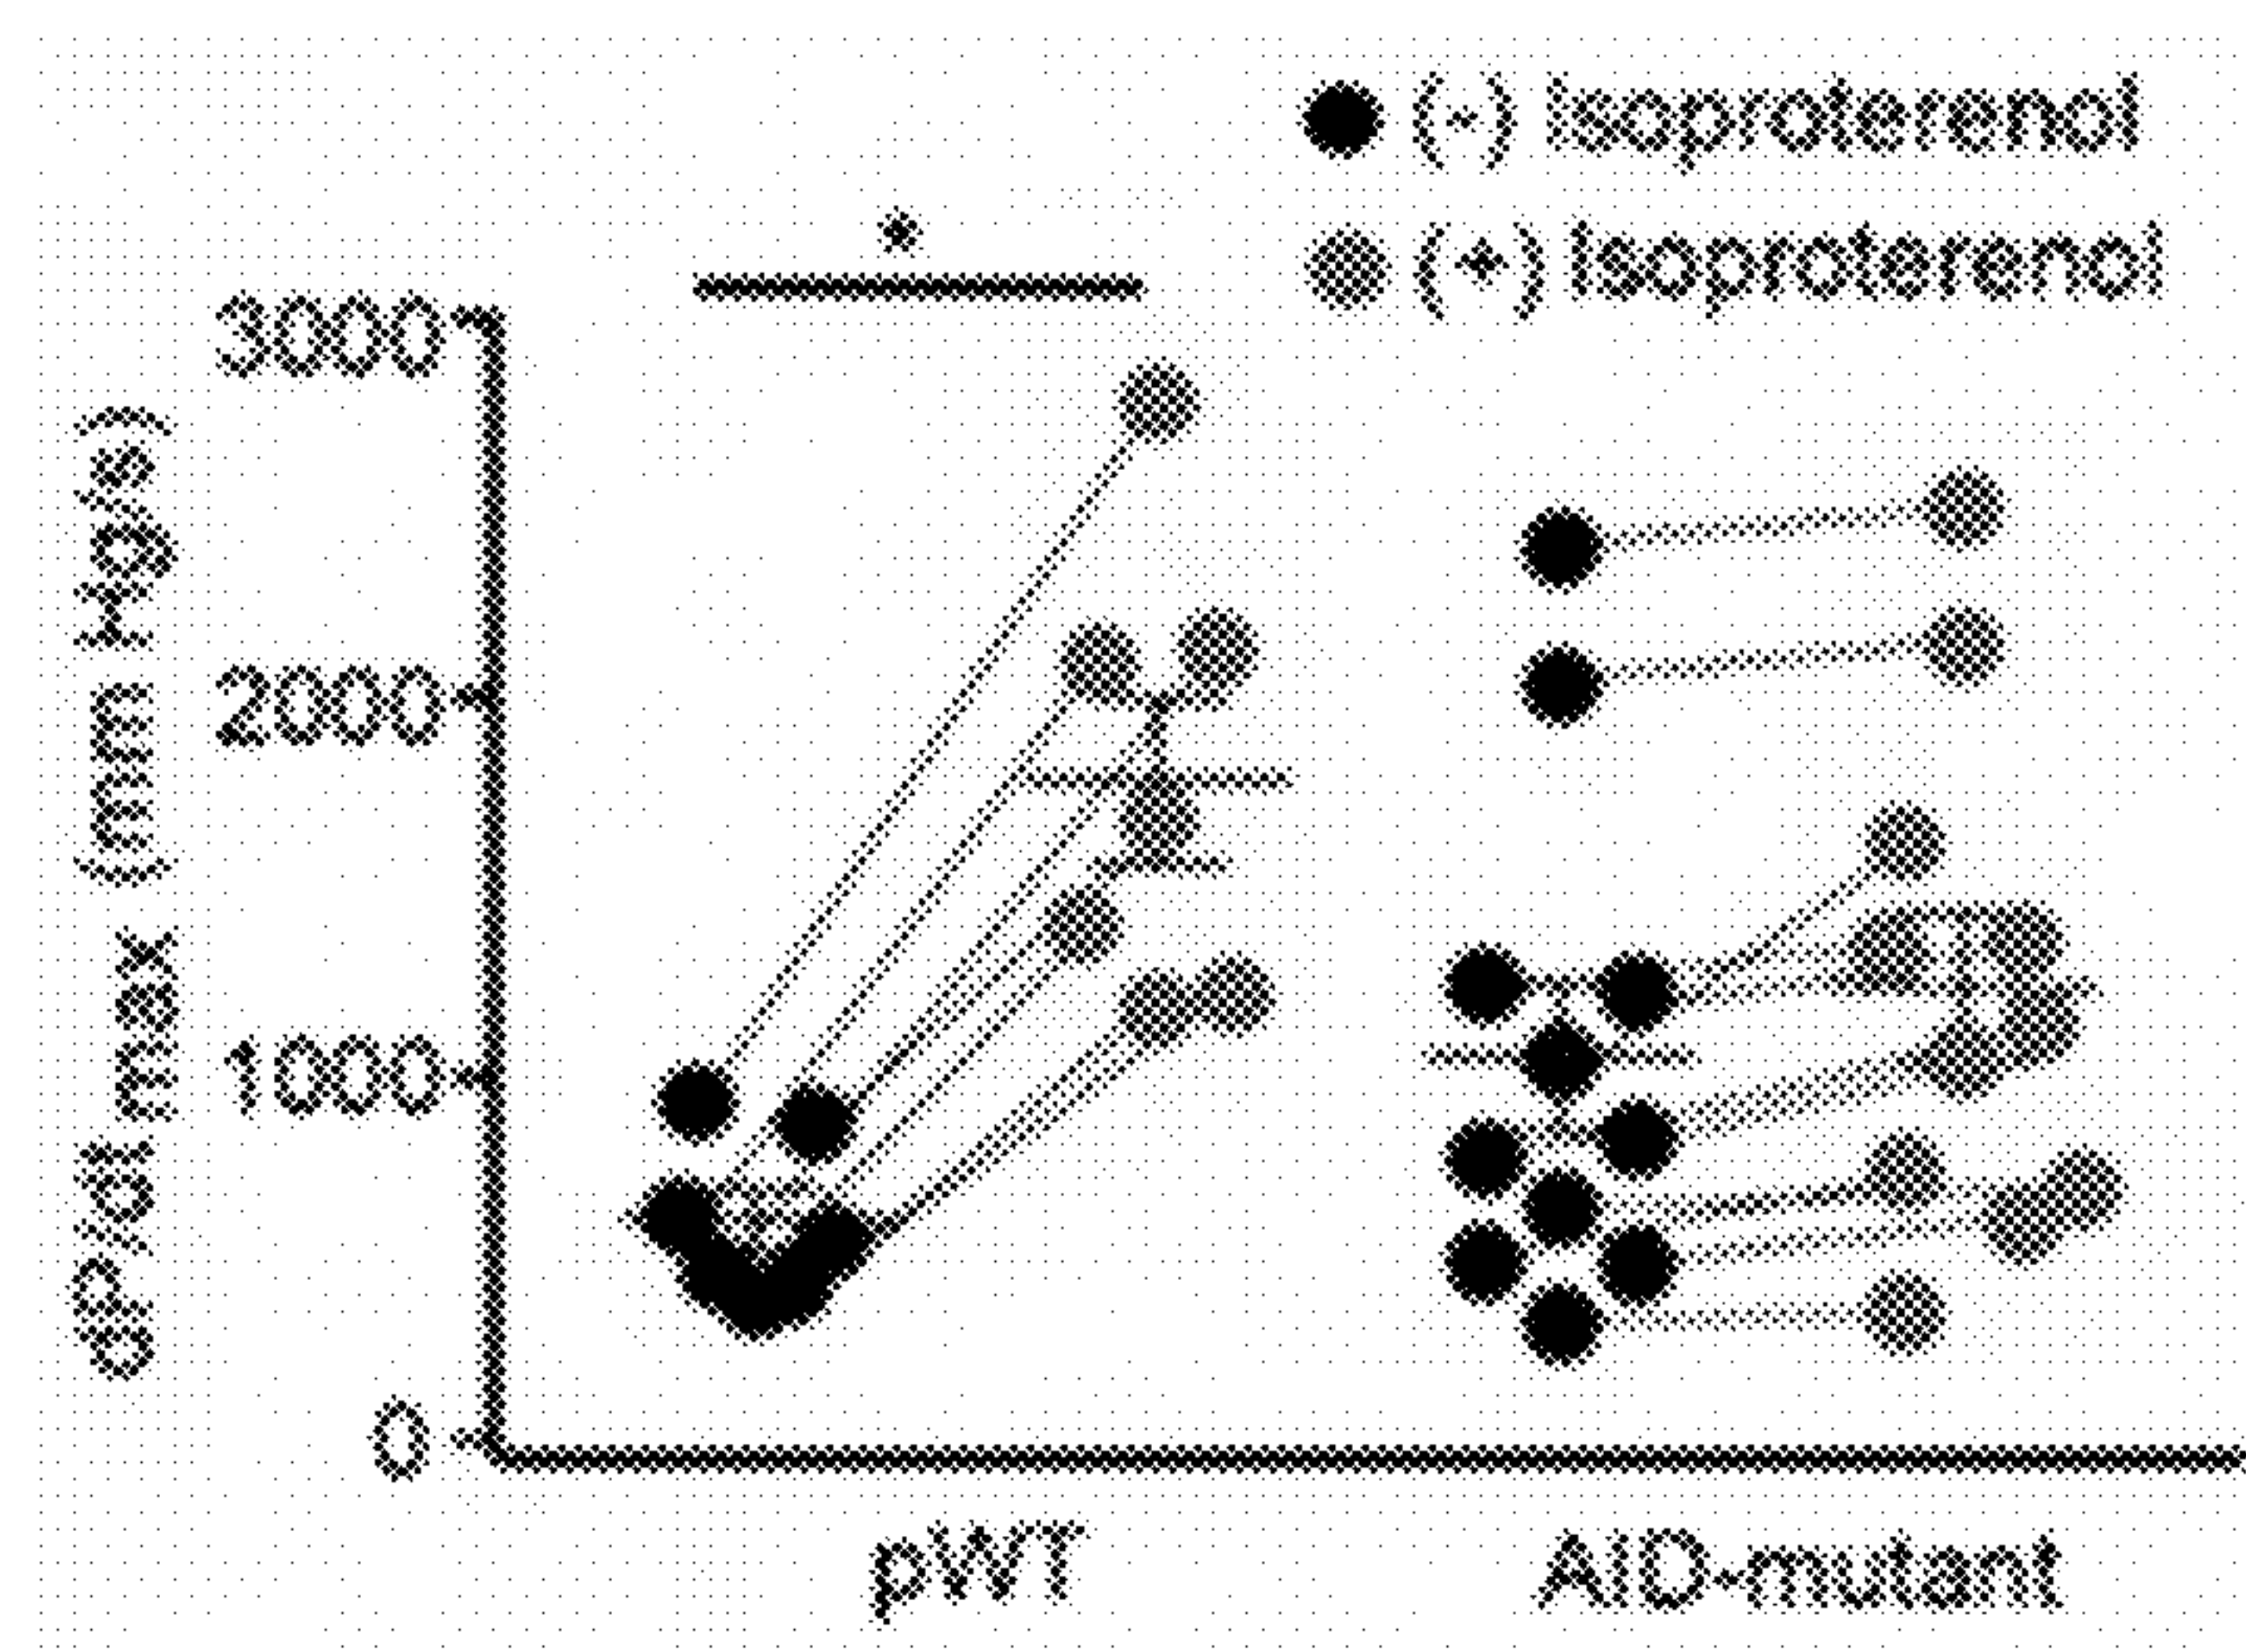 (-) Isoproterenol
(+) Isoproterenol
*
3000
2000
1000
0
dP/dt max (mm Hg/s)
pWT
AID-mutant